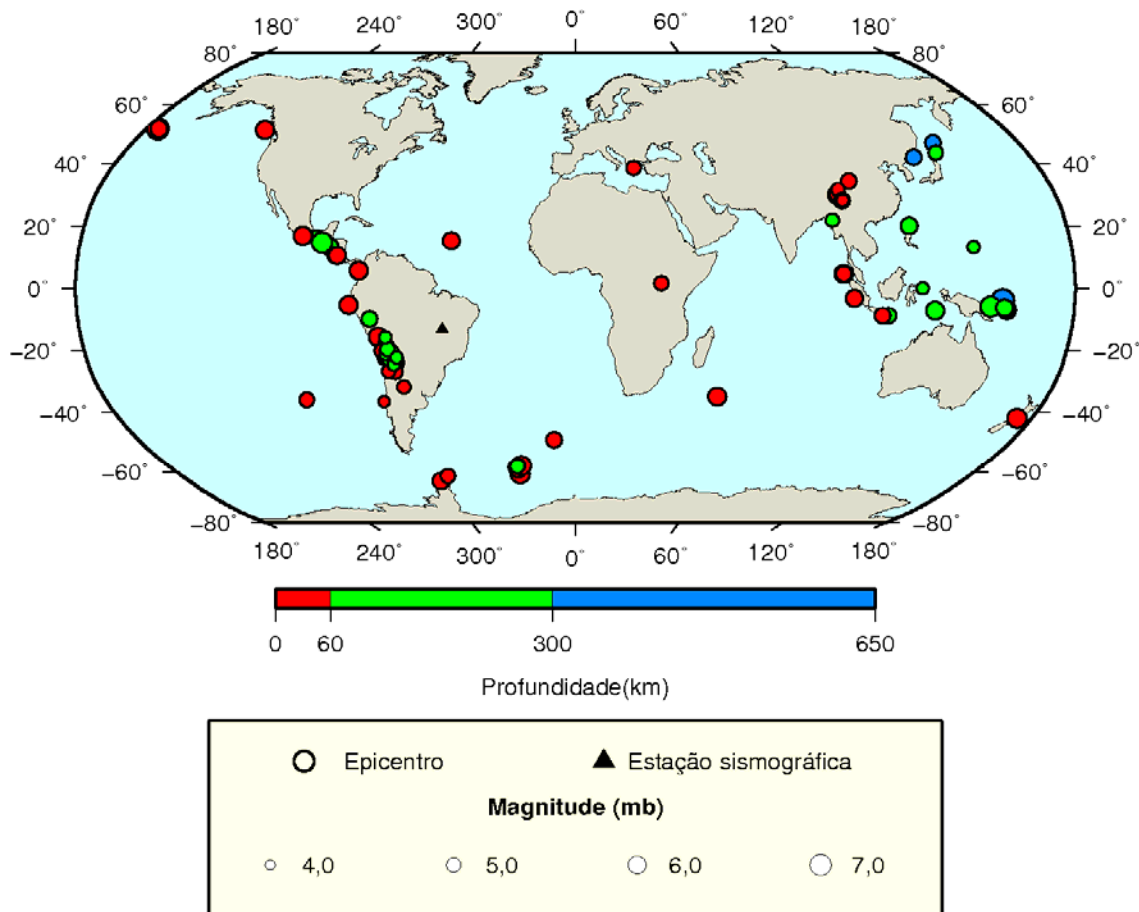 180° 240° 300° 0° 60° 120° 180°
80° 80°
60° 60°
40° 40°
20° 20°
0° 0°
−20° −20°
−40° −40°
−60° −60°
−80° −80°
180° 240° 300° 0° 60° 120° 180°
0 60 300 650
Profundidade(km)
Epicentro Estação sismográfica
Magnitude (mb)
4,0 5,0 6,0 7,0